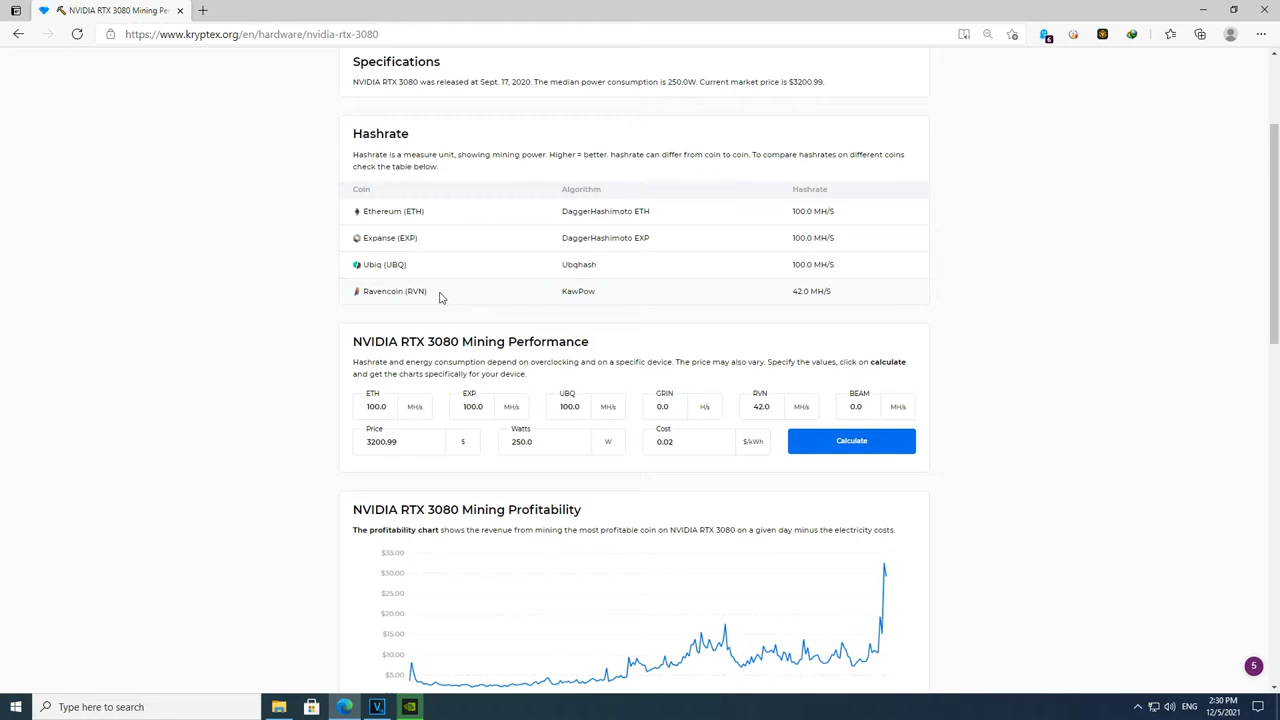 NVIDIA RTX 3080 Mining Per
https://www.kryptex.org/en/hardware/nvidia-rtx-3080
6
Specifications
NVIDIA RTX 3080 was released at Sept. 17, 2020. The median power consumption is 250.0W. Current market price is $3200.99.
Hashrate
Hashrate is a measure unit, showing mining power. Higher = better. hashrate can differ from coin to coin. To compare hashrates on different coins
check the table below.
Coin Algorithm Hashrate
Ethereum (ETH) DaggerHashimoto ETH 100.0 MH/S
Expanse (EXP) DaggerHashimoto EXP 100.0 MH/S
Ubiq (UBQ) Ubqhash 100.0 MH/S
Ravencoin (RVN) KawPow 42.0 MH/S
NVIDIA RTX 3080 Mining Performance
Hashrate and energy consumption depend on overclocking and on a specific device. The price may also vary. Specify the values, click on calculate
and get the charts specifically for your device.
ETH EXP UBQ GRIN RVN BEAM
100.0 MH/s 100.0 MH/s 100.0 MH/s 0.0 H/s 42.0 MH/s 0.0 MH/s
Price Watts Cost
3200.99 $ 250.0 W 0.02 $/kWh Calculate
NVIDIA RTX 3080 Mining Profitability
The profitability chart shows the revenue from mining the most profitable coin on NVIDIA RTX 3080 on a given day minus the electricity costs.
$35.00
$30.00
$25.00
$20.00
$15.00
$10.00
$5.00
5
Type here to search
V
ENG
2:30 PM
12/5/2021